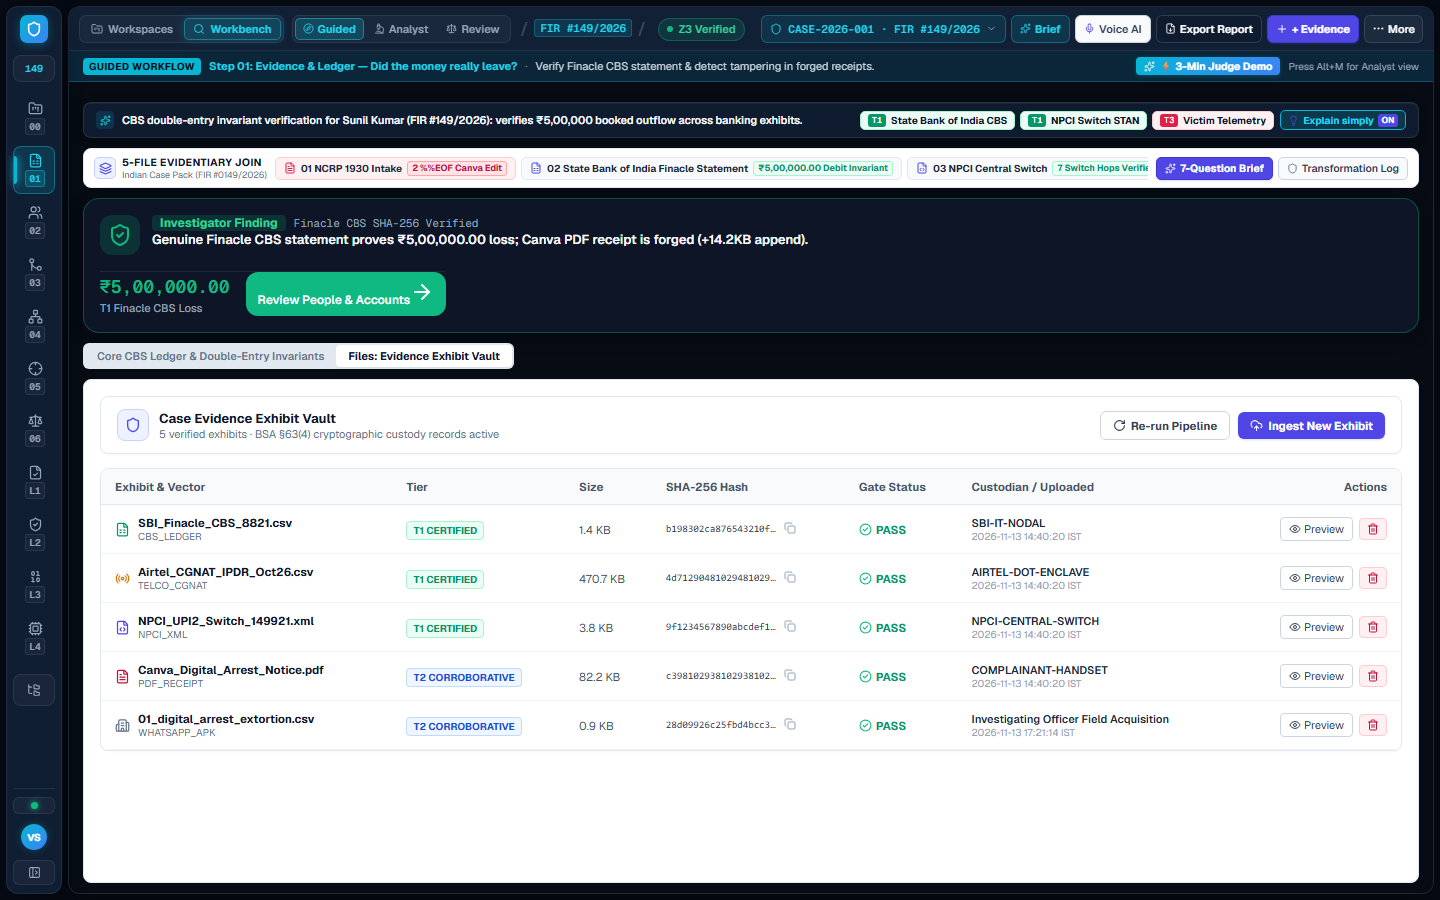 Workspaces Workbench Guided Analyst Review / FIR #149/2026 / Z3 Verified CASE-2026-001 · FIR #149/2026 Brief Voice AI Export Report + Evidence ··· More
149
GUIDED WORKFLOW Step 01: Evidence & Ledger — Did the money really leave? · Verify Finacle CBS statement & detect tampering in forged receipts. 3-Min Judge Demo Press Alt+M for Analyst view
00
01
02
03
04
05
06
L1
L2
L3
L4
VS
CBS double-entry invariant verification for Sunil Kumar (FIR #149/2026): verifies ₹5,00,000 booked outflow across banking exhibits. T1 State Bank of India CBS T1 NPCI Switch STAN T3 Victim Telemetry Explain simply ON
5-FILE EVIDENTIARY JOIN
Indian Case Pack (FIR #0149/2026)
01 NCRP 1930 Intake 2 %%EOF Canva Edit 02 State Bank of India Finacle Statement ₹5,00,000.00 Debit Invariant 03 NPCI Central Switch 7 Switch Hops Verifie 7-Question Brief Transformation Log
Investigator Finding Finacle CBS SHA-256 Verified
Genuine Finacle CBS statement proves ₹5,00,000.00 loss; Canva PDF receipt is forged (+14.2KB append).
₹5,00,000.00
T1 Finacle CBS Loss
Review People & Accounts
Core CBS Ledger & Double-Entry Invariants Files: Evidence Exhibit Vault
Case Evidence Exhibit Vault
5 verified exhibits · BSA §63(4) cryptographic custody records active
Re-run Pipeline Ingest New Exhibit
Exhibit & Vector Tier Size SHA-256 Hash Gate Status Custodian / Uploaded Actions
SBI_Finacle_CBS_8821.csv
CBS_LEDGER
T1 CERTIFIED 1.4 KB b198302ca876543210f… PASS
SBI-IT-NODAL
2026-11-13 14:40:20 IST
Preview
Airtel_CGNAT_IPDR_Oct26.csv
TELCO_CGNAT
T1 CERTIFIED 470.7 KB 4d71290481029481029… PASS
AIRTEL-DOT-ENCLAVE
2026-11-13 14:40:20 IST
Preview
NPCI_UPI2_Switch_149921.xml
NPCI_XML
T1 CERTIFIED 3.8 KB 9f1234567890abcdef1… PASS
NPCI-CENTRAL-SWITCH
2026-11-13 14:40:20 IST
Preview
Canva_Digital_Arrest_Notice.pdf
PDF_RECEIPT
T2 CORROBORATIVE 82.2 KB c398102938102938102… PASS
COMPLAINANT-HANDSET
2026-11-13 14:40:20 IST
Preview
01_digital_arrest_extortion.csv
WHATSAPP_APK
T2 CORROBORATIVE 0.9 KB 28d09926c25fbd4bcc3… PASS
Investigating Officer Field Acquisition
2026-11-13 17:21:14 IST
Preview